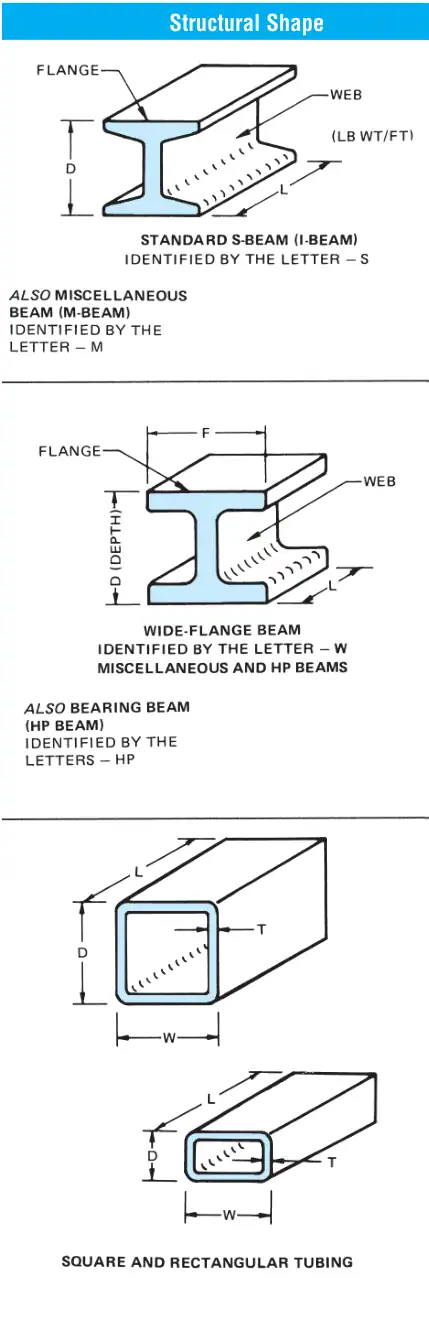 Structural Shape
FLANGE
WEB
(LB WT/FT)
D
L
STANDARD S-BEAM (I-BEAM)
IDENTIFIED BY THE LETTER – S
ALSO MISCELLANEOUS
BEAM (M-BEAM)
IDENTIFIED BY THE
LETTER – M
F
FLANGE
WEB
D (DEPTH)
L
WIDE-FLANGE BEAM
IDENTIFIED BY THE LETTER – W
MISCELLANEOUS AND HP BEAMS
ALSO BEARING BEAM
(HP BEAM)
IDENTIFIED BY THE
LETTERS – HP
L
T
D
W
L
D
T
W
SQUARE AND RECTANGULAR TUBING